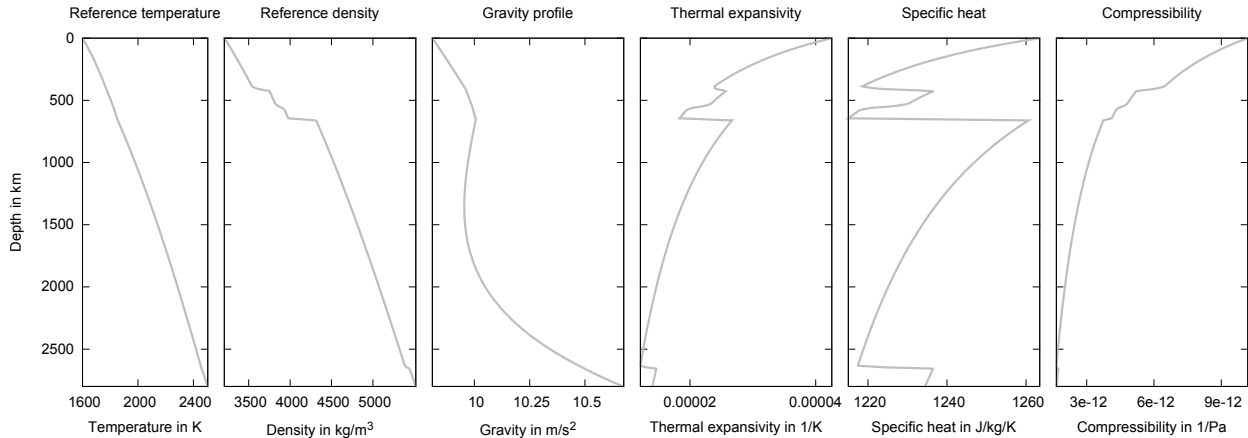 Reference temperature Reference density Gravity profile Thermal expansivity Specific heat Compressibility
0
500
1000
1500
2000
2500
Depth in km
1600 2000 2400 3500 4000 4500 5000 10 10.25 10.5 0.00002 0.00004 1220 1240 1260 3e-12 6e-12 9e-12
Temperature in K Density in kg/m³ Gravity in m/s² Thermal expansivity in 1/K Specific heat in J/kg/K Compressibility in 1/Pa